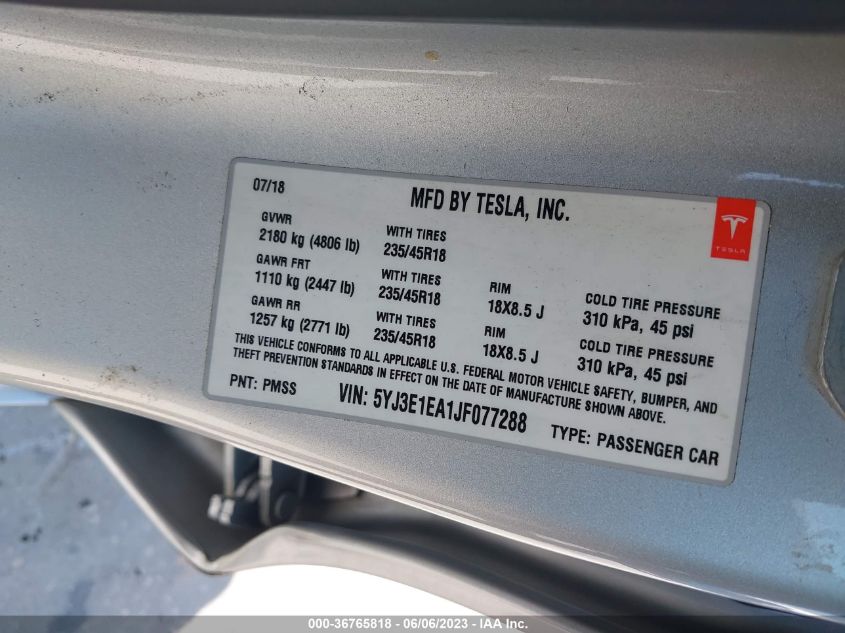 07/18
MFD BY TESLA, INC.
TESLA
GVWR
2180 kg (4806 lb)
WITH TIRES
235/45R18
GAWR FRT
1110 kg (2447 lb)
WITH TIRES
235/45R18
RIM
18X8.5 J
COLD TIRE PRESSURE
310 kPa, 45 psi
GAWR RR
1257 kg (2771 lb)
WITH TIRES
235/45R18
RIM
18X8.5 J
COLD TIRE PRESSURE
310 kPa, 45 psi
THIS VEHICLE CONFORMS TO ALL APPLICABLE U.S. FEDERAL MOTOR VEHICLE SAFETY, BUMPER, AND
THEFT PREVENTION STANDARDS IN EFFECT ON THE DATE OF MANUFACTURE SHOWN ABOVE.
PNT: PMSS
VIN: 5YJ3E1EA1JF077288
TYPE: PASSENGER CAR
000-36765818 - 06/06/2023 - IAA Inc.